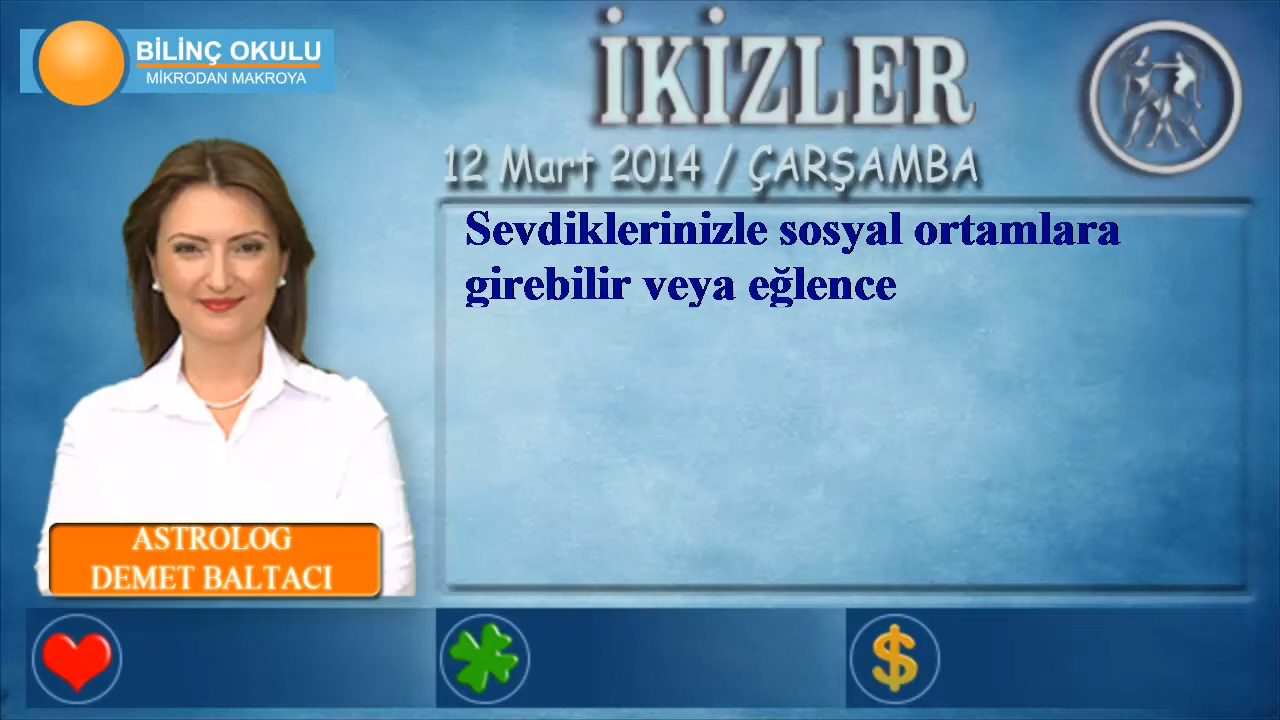 BİLİNÇ OKULU
MİKRODAN MAKROYA
İKİZLER
12 Mart 2014 / ÇARŞAMBA
Sevdiklerinizle sosyal ortamlara
girebilir veya eğlence
ASTROLOG
DEMET BALTACI
$